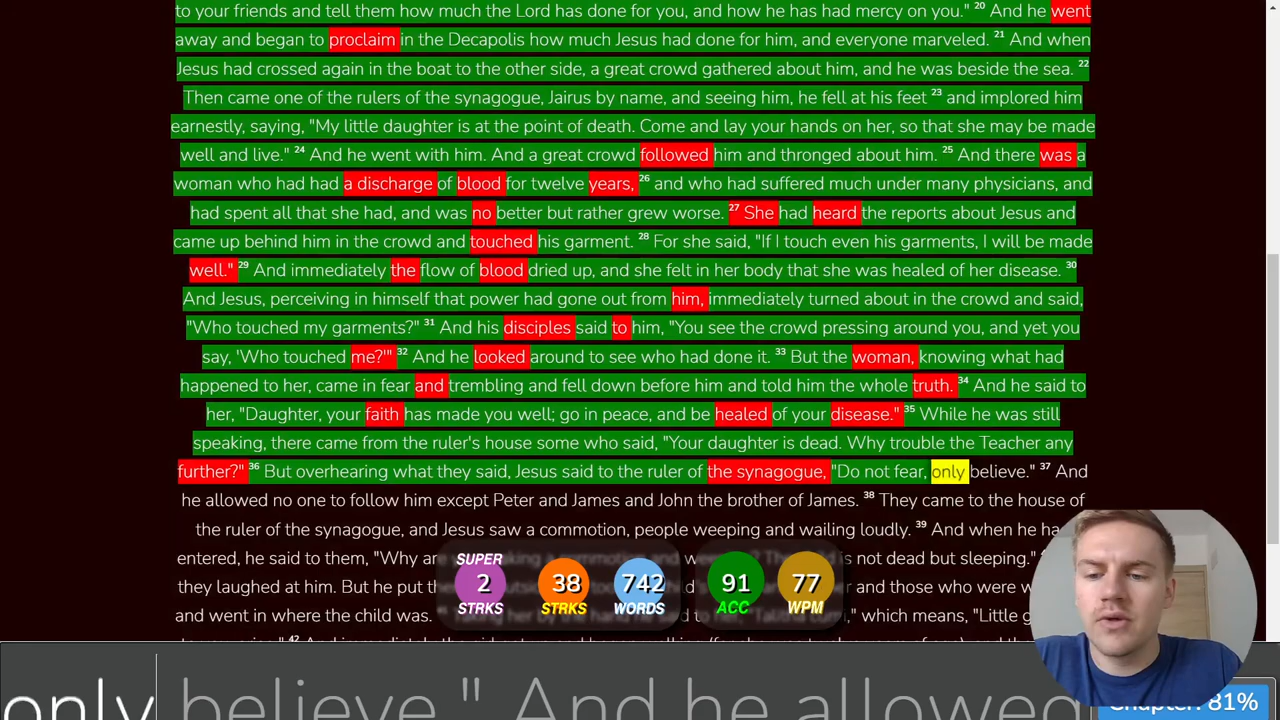 to your friends and tell them how much the Lord has done for you, and how he has had mercy on you." 20 And he went
away and began to proclaim in the Decapolis how much Jesus had done for him, and everyone marveled. 21 And when
Jesus had crossed again in the boat to the other side, a great crowd gathered about him, and he was beside the sea. 22
Then came one of the rulers of the synagogue, Jairus by name, and seeing him, he fell at his feet 23 and implored him
earnestly, saying, "My little daughter is at the point of death. Come and lay your hands on her, so that she may be made
well and live." 24 And he went with him. And a great crowd followed him and thronged about him. 25 And there was a
woman who had had a discharge of blood for twelve years, 26 and who had suffered much under many physicians, and
had spent all that she had, and was no better but rather grew worse. 27 She had heard the reports about Jesus and
came up behind him in the crowd and touched his garment. 28 For she said, "If I touch even his garments, I will be made
well." 29 And immediately the flow of blood dried up, and she felt in her body that she was healed of her disease. 30
And Jesus, perceiving in himself that power had gone out from him, immediately turned about in the crowd and said,
"Who touched my garments?" 31 And his disciples said to him, "You see the crowd pressing around you, and yet you
say, 'Who touched me?'" 32 And he looked around to see who had done it. 33 But the woman, knowing what had
happened to her, came in fear and trembling and fell down before him and told him the whole truth. 34 And he said to
her, "Daughter, your faith has made you well; go in peace, and be healed of your disease." 35 While he was still
speaking, there came from the ruler's house some who said, "Your daughter is dead. Why trouble the Teacher any
further?" 36 But overhearing what they said, Jesus said to the ruler of the synagogue, "Do not fear, only believe." 37 And
he allowed no one to follow him except Peter and James and John the brother of James. 38 They came to the house of
the ruler of the synagogue, and Jesus saw a commotion, people weeping and wailing loudly. 39 And when he
entered, he said to them, "Why are is not dead but sleeping."
they laughed at him. But he put and those who were
and went in where the child was. which means, "Little
SUPER
2
STRKS
38
STRKS
742
WORDS
91
ACC
77
WPM
only believe." And he allowed
Chapter: 81%